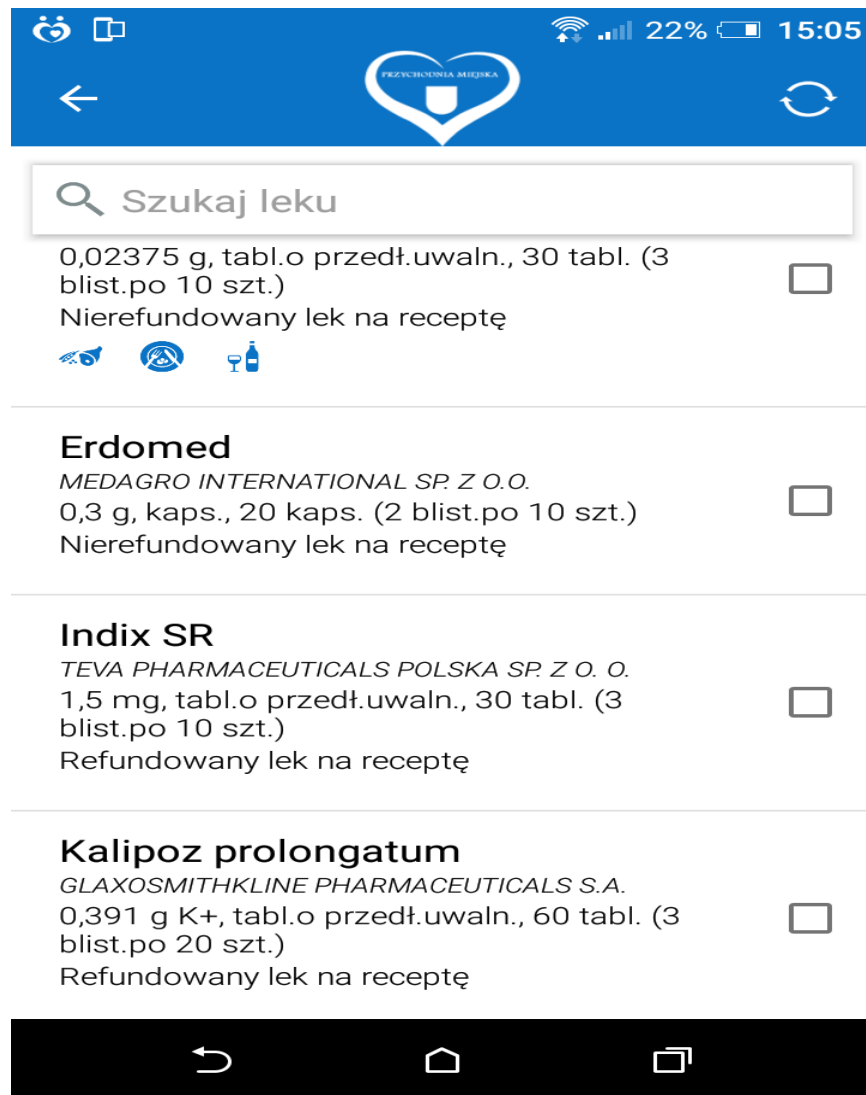 22% 15:05
PRZYCHODNIA MIEJSKA
Szukaj leku
0,02375 g, tabl.o przedł.uwaln., 30 tabl. (3
blist.po 10 szt.)
Nierefundowany lek na receptę
Erdomed
MEDAGRO INTERNATIONAL SP. Z O.O.
0,3 g, kaps., 20 kaps. (2 blist.po 10 szt.)
Nierefundowany lek na receptę
Indix SR
TEVA PHARMACEUTICALS POLSKA SP. Z O. O.
1,5 mg, tabl.o przedł.uwaln., 30 tabl. (3
blist.po 10 szt.)
Refundowany lek na receptę
Kalipoz prolongatum
GLAXOSMITHKLINE PHARMACEUTICALS S.A.
0,391 g K+, tabl.o przedł.uwaln., 60 tabl. (3
blist.po 20 szt.)
Refundowany lek na receptę